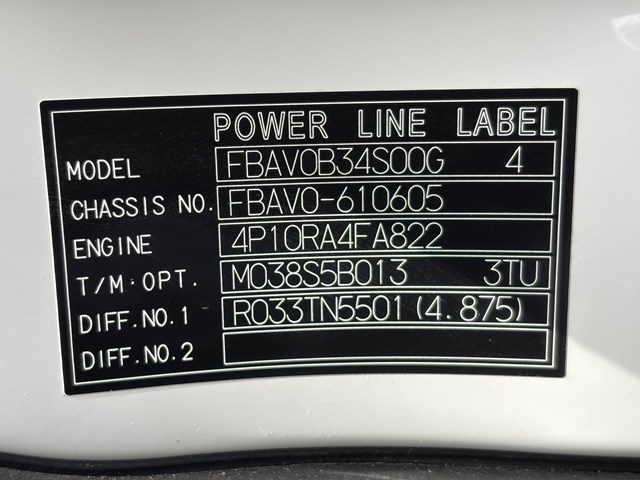 POWER LINE LABEL
MODEL FBAV0B34S00G 4
CHASSIS NO. FBAV0-610605
ENGINE 4P10RA4FA822
T/M·OPT. M038S5B013 3TU
DIFF.NO.1 R033TN5501(4.875)
DIFF.NO.2